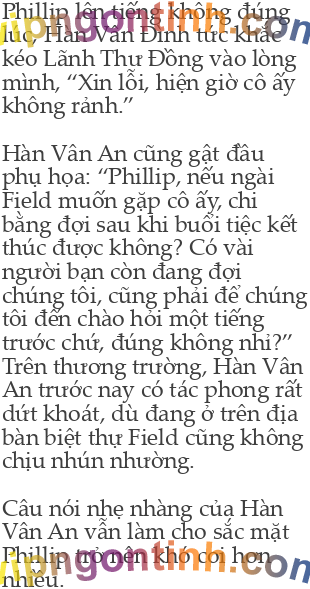 Phillip lên tiếng không đúng
lúc, Hàn Vân Đình tức khắc
kéo Lãnh Thư Đồng vào lòng
mình, “Xin lỗi, hiện giờ cô ấy
không rảnh.”
Hàn Vân An cũng gật đầu
phụ họa: “Phillip, nếu ngài
Field muốn gặp cô ấy, chi
bằng đợi sau khi buổi tiệc kết
thúc được không? Có vài
người bạn còn đang đợi
chúng tôi, cũng phải để chúng
tôi đến chào hỏi một tiếng
trước chứ, đúng không nhỉ?”
Trên thương trường, Hàn Vân
An trước nay có tác phong rất
dứt khoát, dù đang ở trên địa
bàn biệt thự Field cũng không
chịu nhún nhường.
Câu nói nhẹ nhàng của Hàn
Vân An vẫn làm cho sắc mặt
Phillip trở nên khó coi hơn
nhiều.